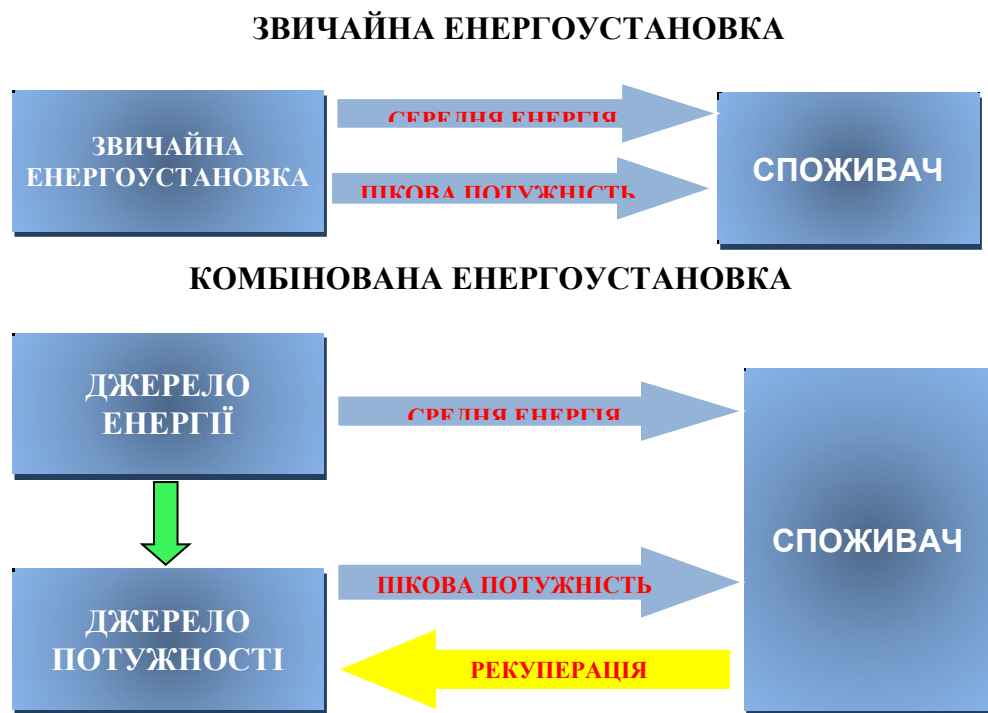 ЗВИЧАЙНА ЕНЕРГОУСТАНОВКА
ЗВИЧАЙНА
ЕНЕРГОУСТАНОВКА
СЕРЕДНЯ ЕНЕРГІЯ
ПІКОВА ПОТУЖНІСТЬ
СПОЖИВАЧ
КОМБІНОВАНА ЕНЕРГОУСТАНОВКА
ДЖЕРЕЛО
ЕНЕРГІЇ
СРЕДНЯ ЕНЕРГІЯ
ДЖЕРЕЛО
ПОТУЖНОСТІ
ПІКОВА ПОТУЖНІСТЬ
РЕКУПЕРАЦІЯ
СПОЖИВАЧ